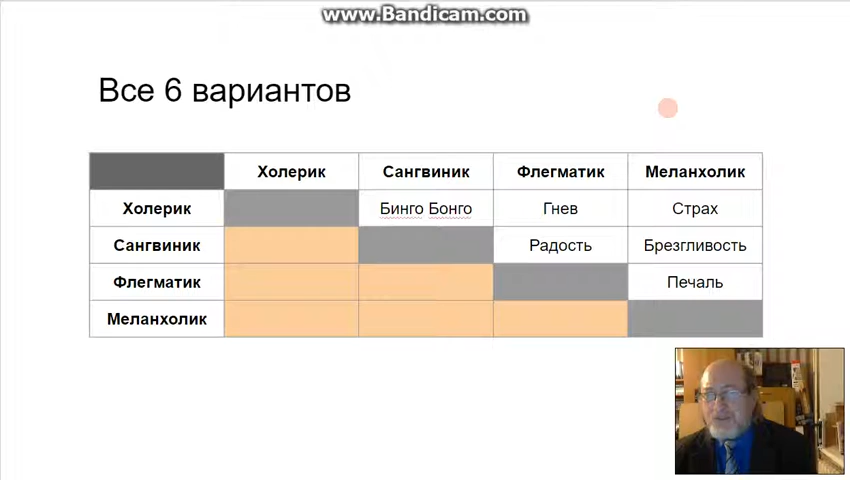 www.Bandicam.com
Все 6 вариантов
Холерик Сангвиник Флегматик Меланхолик
Холерик Бинго Бонго Гнев Страх
Сангвиник Радость Брезгливость
Флегматик Печаль
Меланхолик